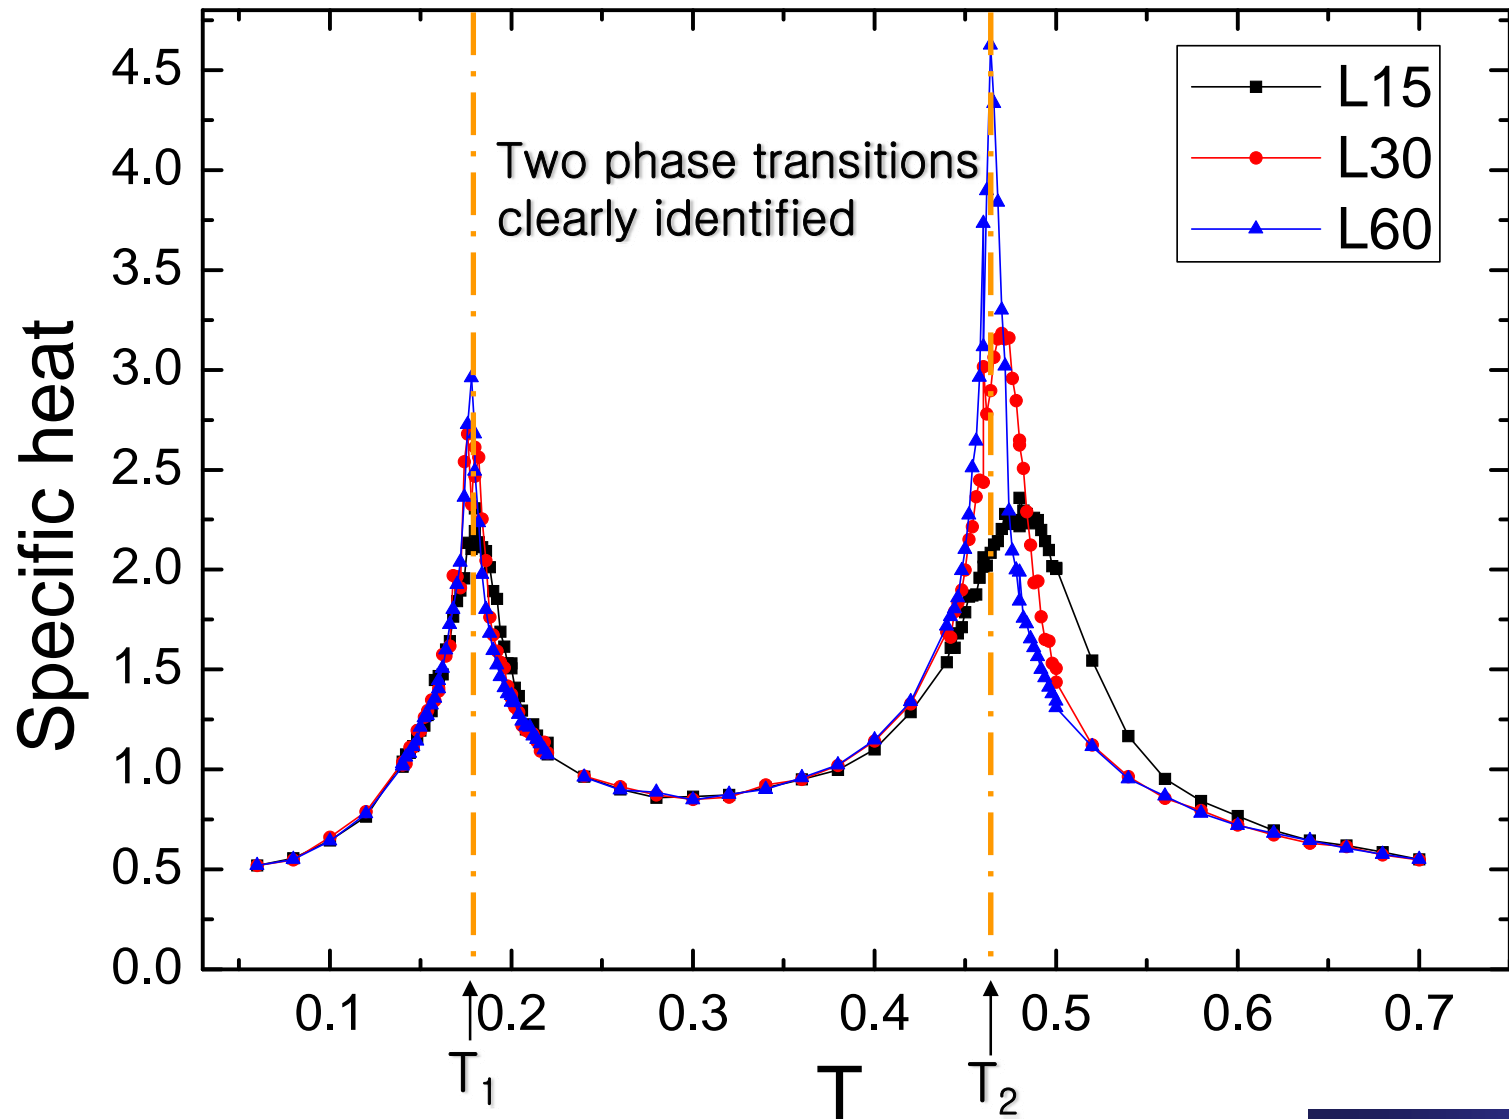 4.5
4.0
3.5
3.0
2.5
2.0
1.5
1.0
0.5
0.0
Specific heat
Two phase transitions
clearly identified
L15
L30
L60
0.1 0.2 0.3 0.4 0.5 0.6 0.7
T1 T T2